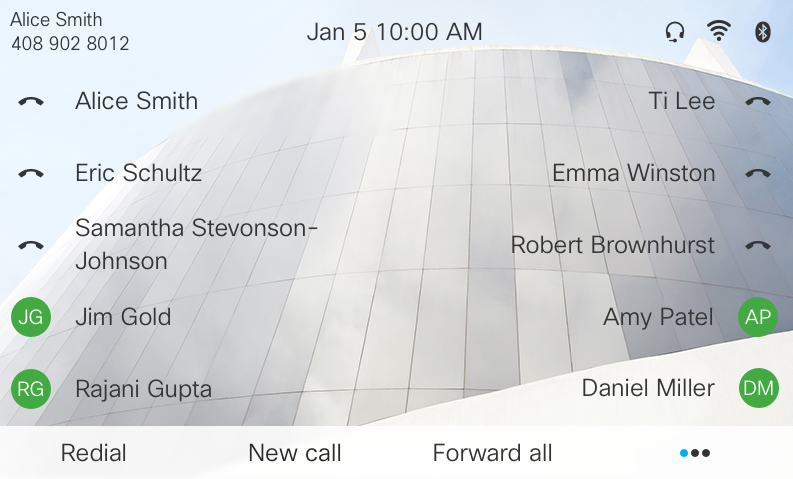 Alice Smith
408 902 8012
Jan 5 10:00 AM
Alice Smith
Ti Lee
Eric Schultz
Emma Winston
Samantha Stevonson-
Johnson
Robert Brownhurst
JG Jim Gold
Amy Patel AP
RG Rajani Gupta
Daniel Miller DM
Redial
New call
Forward all